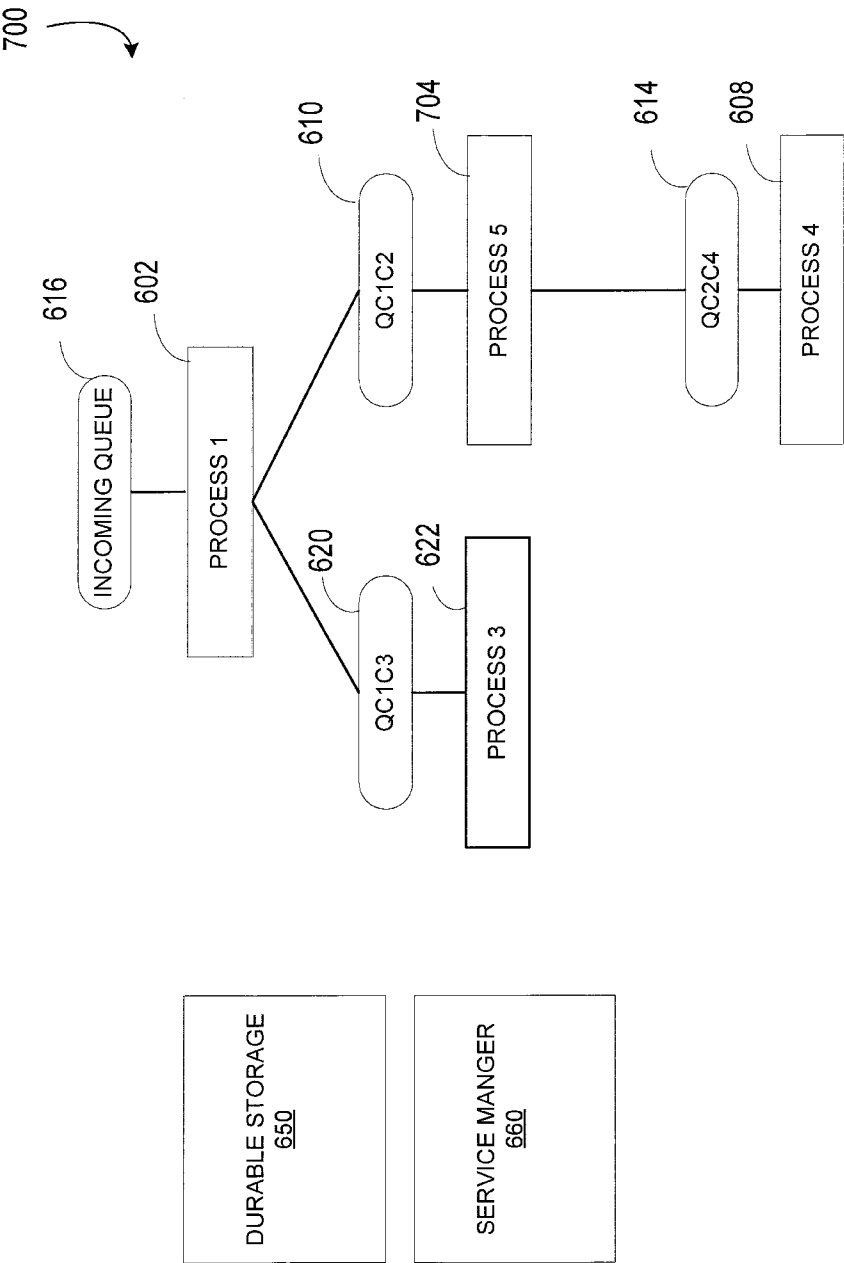 700
616
INCOMING QUEUE
602
PROCESS 1
610
QC1C2
704
PROCESS 5
614
QC2C4
608
PROCESS 4
620
QC1C3
622
PROCESS 3
DURABLE STORAGE
650
SERVICE MANGER
660